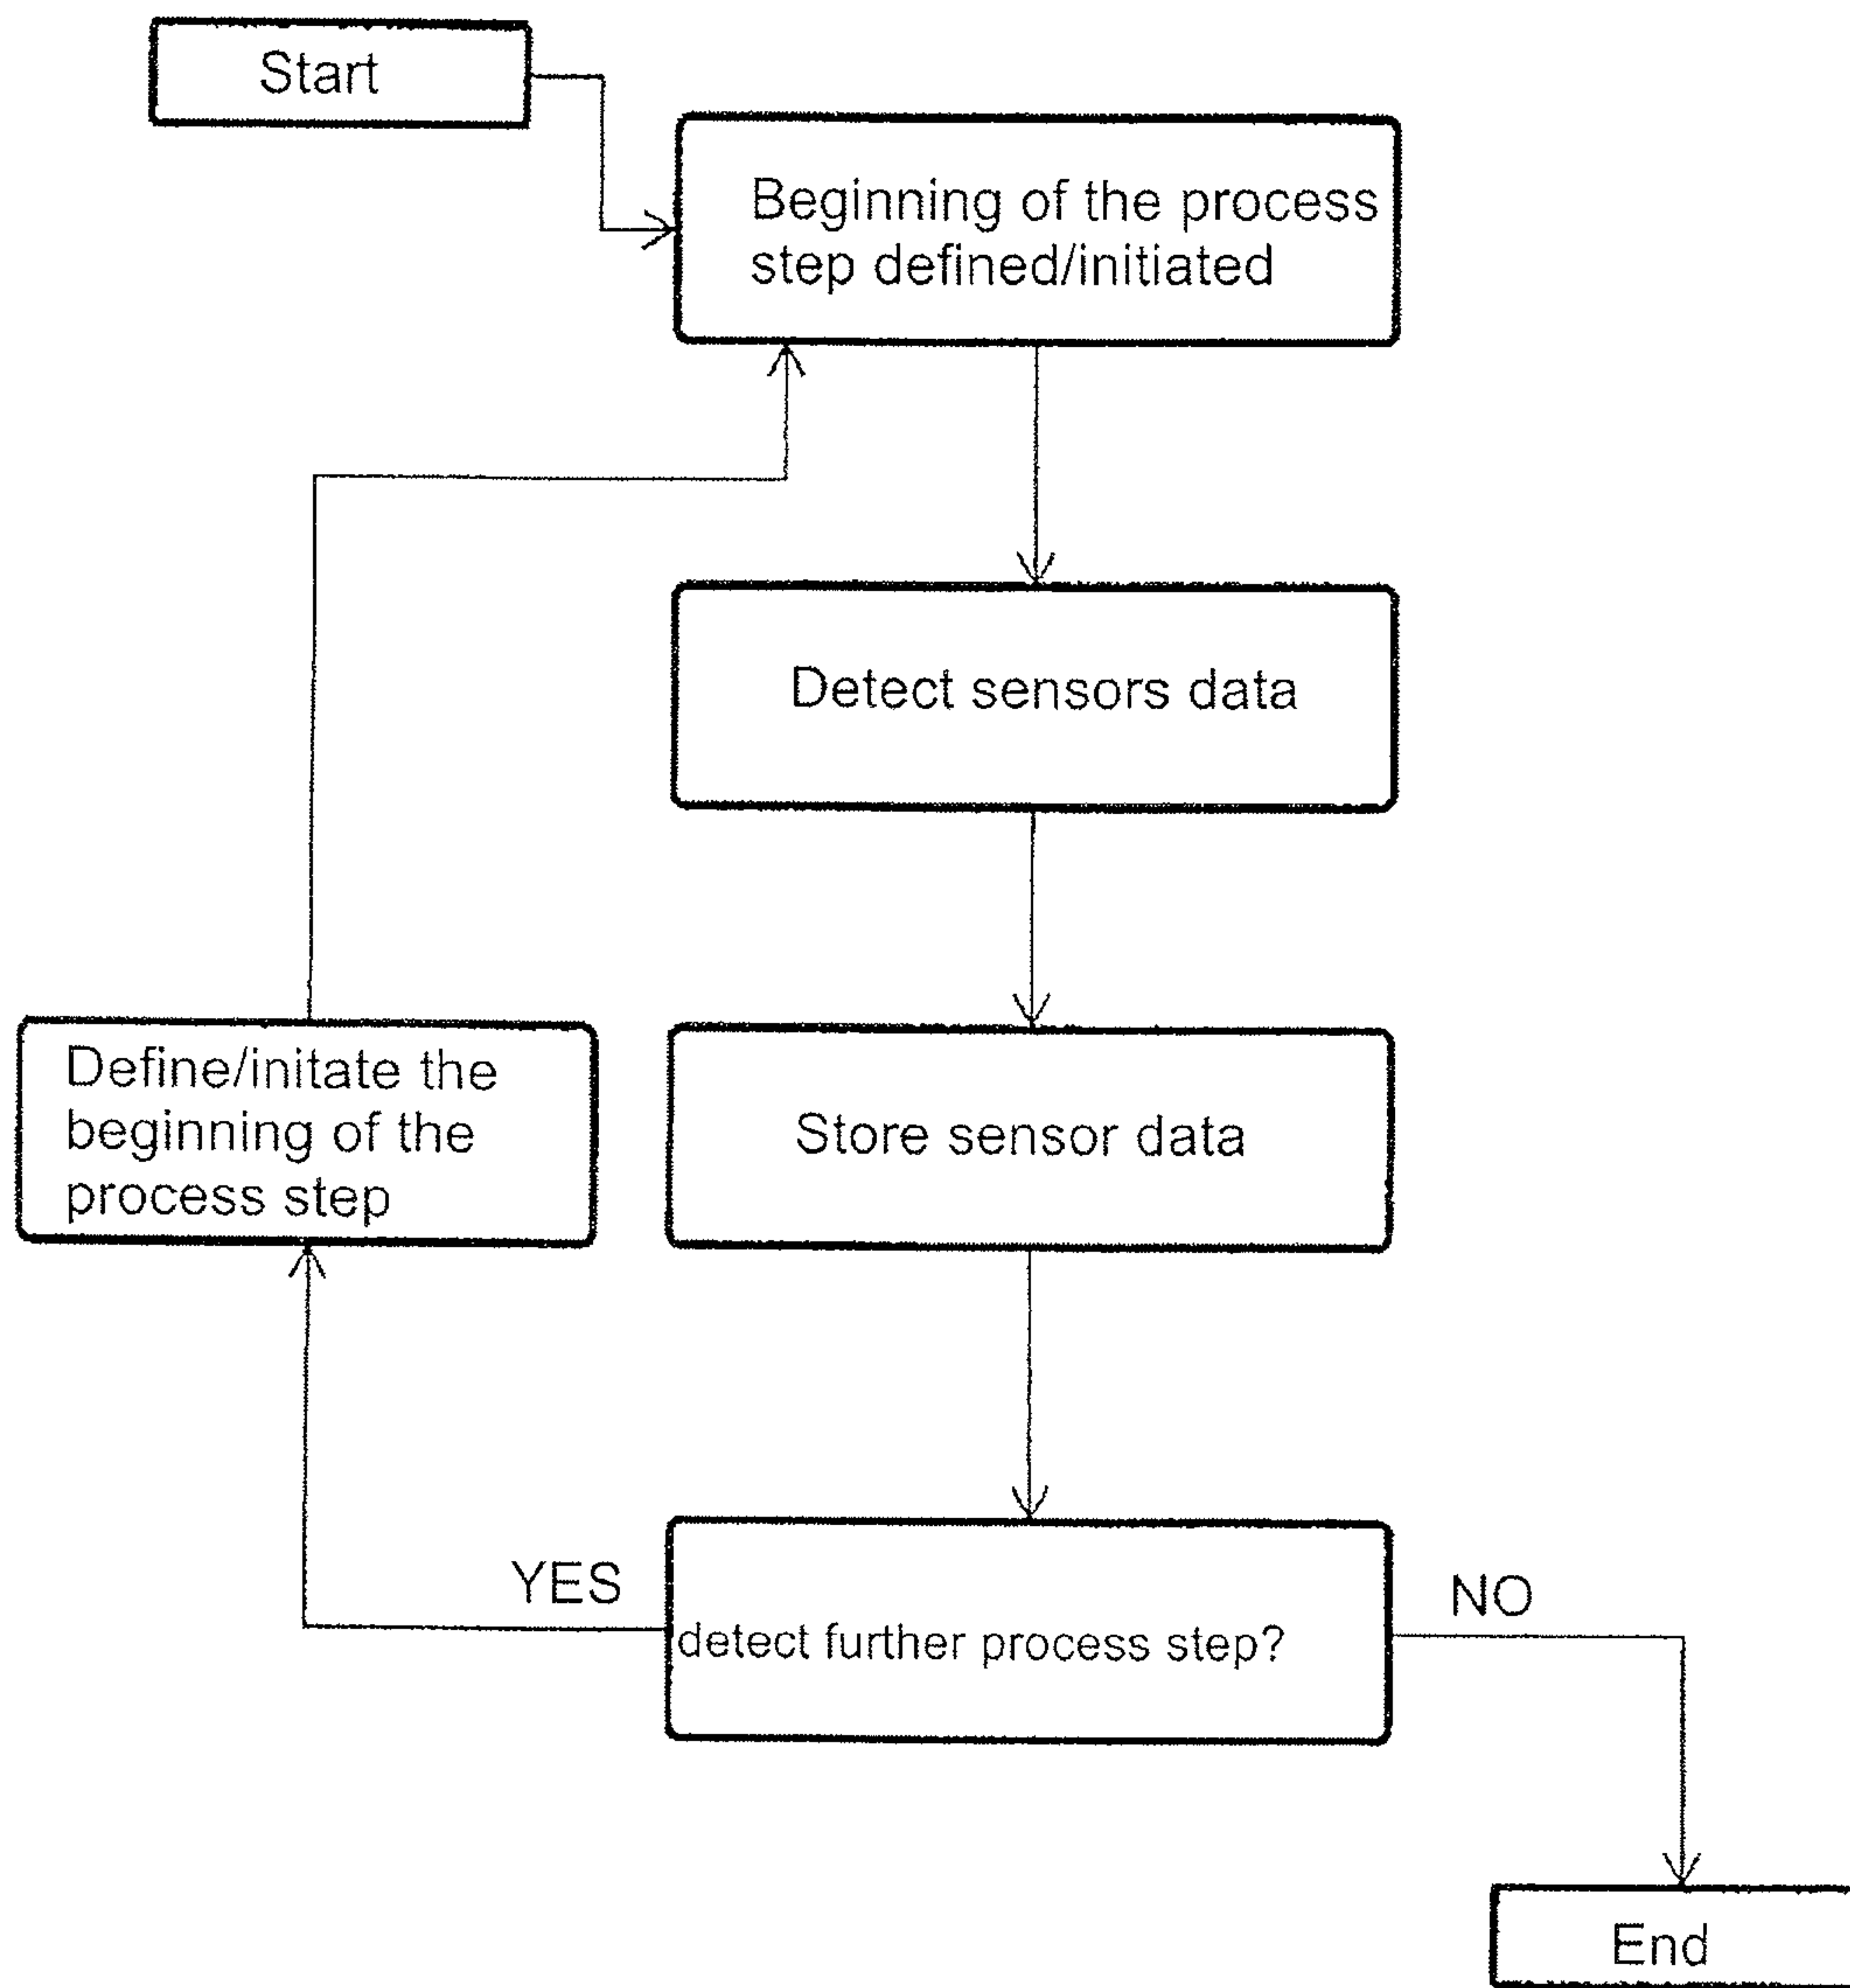 Start
Beginning of the process
step defined/initiated
Detect sensors data
Define/initate the
beginning of the
process step
Store sensor data
YES
NO
detect further process step?
End